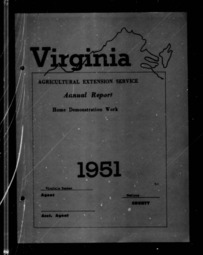 Virginia
AGRICULTURAL EXTENSION SERVICE
Annual Report
Home Demonstration Work
1951
Agent
COUNTY
Asst. Agent